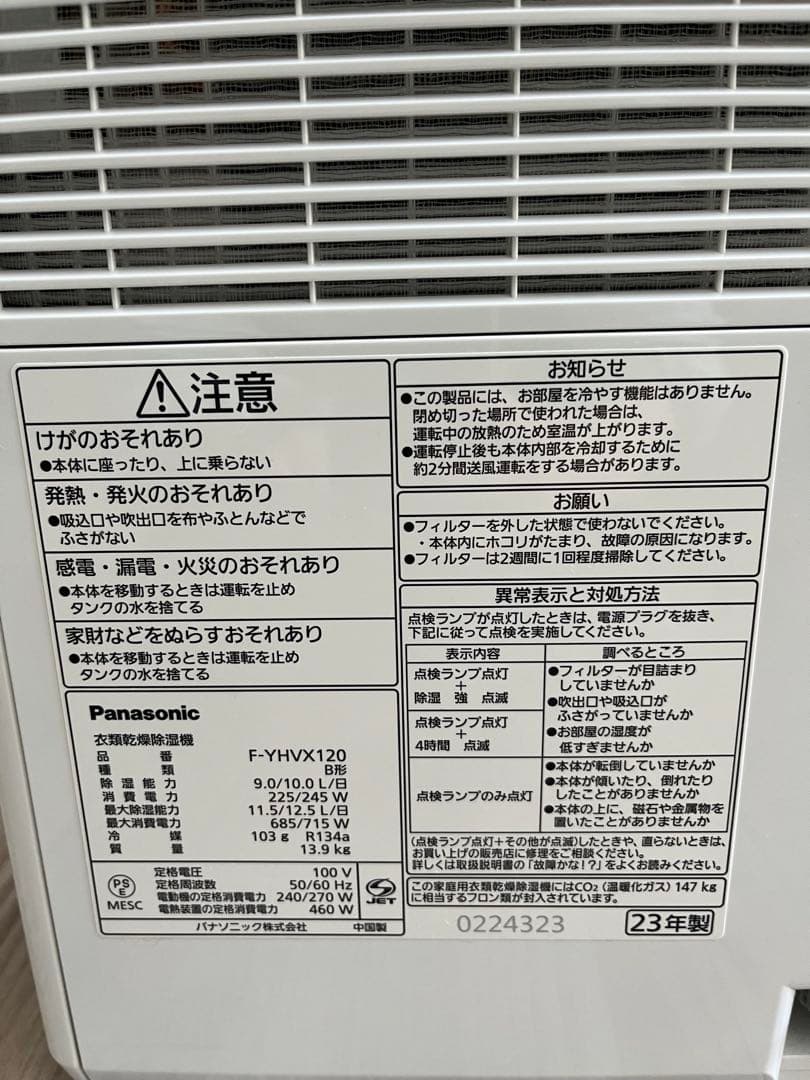 ⚠注意
けがのおそれあり
●本体に座ったり、上に乗らない
発熱・発火のおそれあり
●吸込口や吹出口を布やふとんなどで
ふさがない
感電・漏電・火災のおそれあり
●本体を移動するときは運転を止め
タンクの水を捨てる
家財などをぬらすおそれあり
●本体を移動するときは運転を止め
タンクの水を捨てる
Panasonic
衣類乾燥除湿機
品番 F-YHVX120
種類 B形
除湿能力 9.0/10.0 L/日
消費電力 225/245 W
最大除湿能力 11.5/12.5 L/日
最大消費電力 685/715 W
冷媒 103 g R134a
質量 13.9 kg
PS
E
MESC
定格電圧 100 V
定格周波数 50/60 Hz
電動機の定格消費電力 240/270 W
電熱装置の定格消費電力 460 W
S
JET
パナソニック株式会社 中国製
お知らせ
●この製品には、お部屋を冷やす機能はありません。
閉め切った場所で使われた場合は、
運転中の放熱のため室温が上がります。
●運転停止後も本体内部を冷却するために
約2分間送風運転をする場合があります。
お願い
●フィルターを外した状態で使わないでください。
・本体内にホコリがたまり、故障の原因になります。
●フィルターは2週間に1回程度掃除してください。
異常表示と対処方法
点検ランプが点灯したときは、電源プラグを抜き、
下記に従って点検を実施してください。
表示内容 調べるところ
点検ランプ点灯
+
除湿 強 点滅
点検ランプ点灯
+
4時間 点滅
●フィルターが目詰まり
していませんか
●吹出口や吸込口が
ふさがっていませんか
●お部屋の湿度が
低すぎませんか
点検ランプのみ点灯
●本体が転倒していませんか
●本体が傾いたり、倒れたり
したことがありませんか
●本体の上に、磁石や金属物を
置いたことがありませんか
(点検ランプ点灯+その他が点滅)したときや、直らないときは、
お買い上げの販売店に修理をご相談ください。
詳しくは取扱説明書の「故障かな!?」をよくお読みください。
この家庭用衣類乾燥除湿機にはCO₂(温暖化ガス)147 kg
に相当するフロン類が封入されています。
0224323
23年製